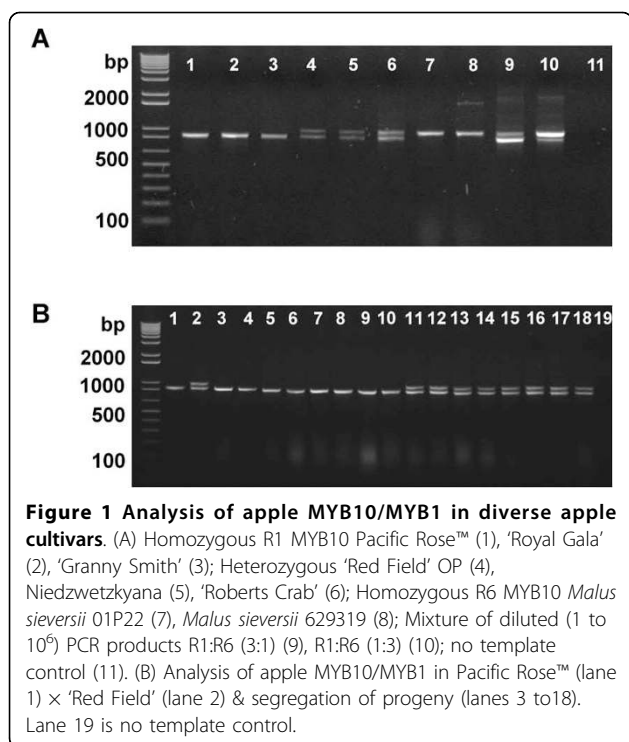 A
bp
1 2 3 4 5 6 7 8 9 10 11
2000
1000
500
100
B
bp
1 2 3 4 5 6 7 8 9 10 11 12 13 14 15 16 17 18 19
2000
1000
500
100
Figure 1 Analysis of apple MYB10/MYB1 in diverse apple
cultivars. (A) Homozygous R1 MYB10 Pacific Rose™ (1), ‘Royal Gala’
(2), ‘Granny Smith’ (3); Heterozygous ‘Red Field’ OP (4),
Niedzwetzkyana (5), ‘Roberts Crab’ (6); Homozygous R6 MYB10 Malus
sieversii 01P22 (7), Malus sieversii 629319 (8); Mixture of diluted (1 to
10⁶) PCR products R1:R6 (3:1) (9), R1:R6 (1:3) (10); no template
control (11). (B) Analysis of apple MYB10/MYB1 in Pacific Rose™ (lane
1) × ‘Red Field’ (lane 2) & segregation of progeny (lanes 3 to18).
Lane 19 is no template control.